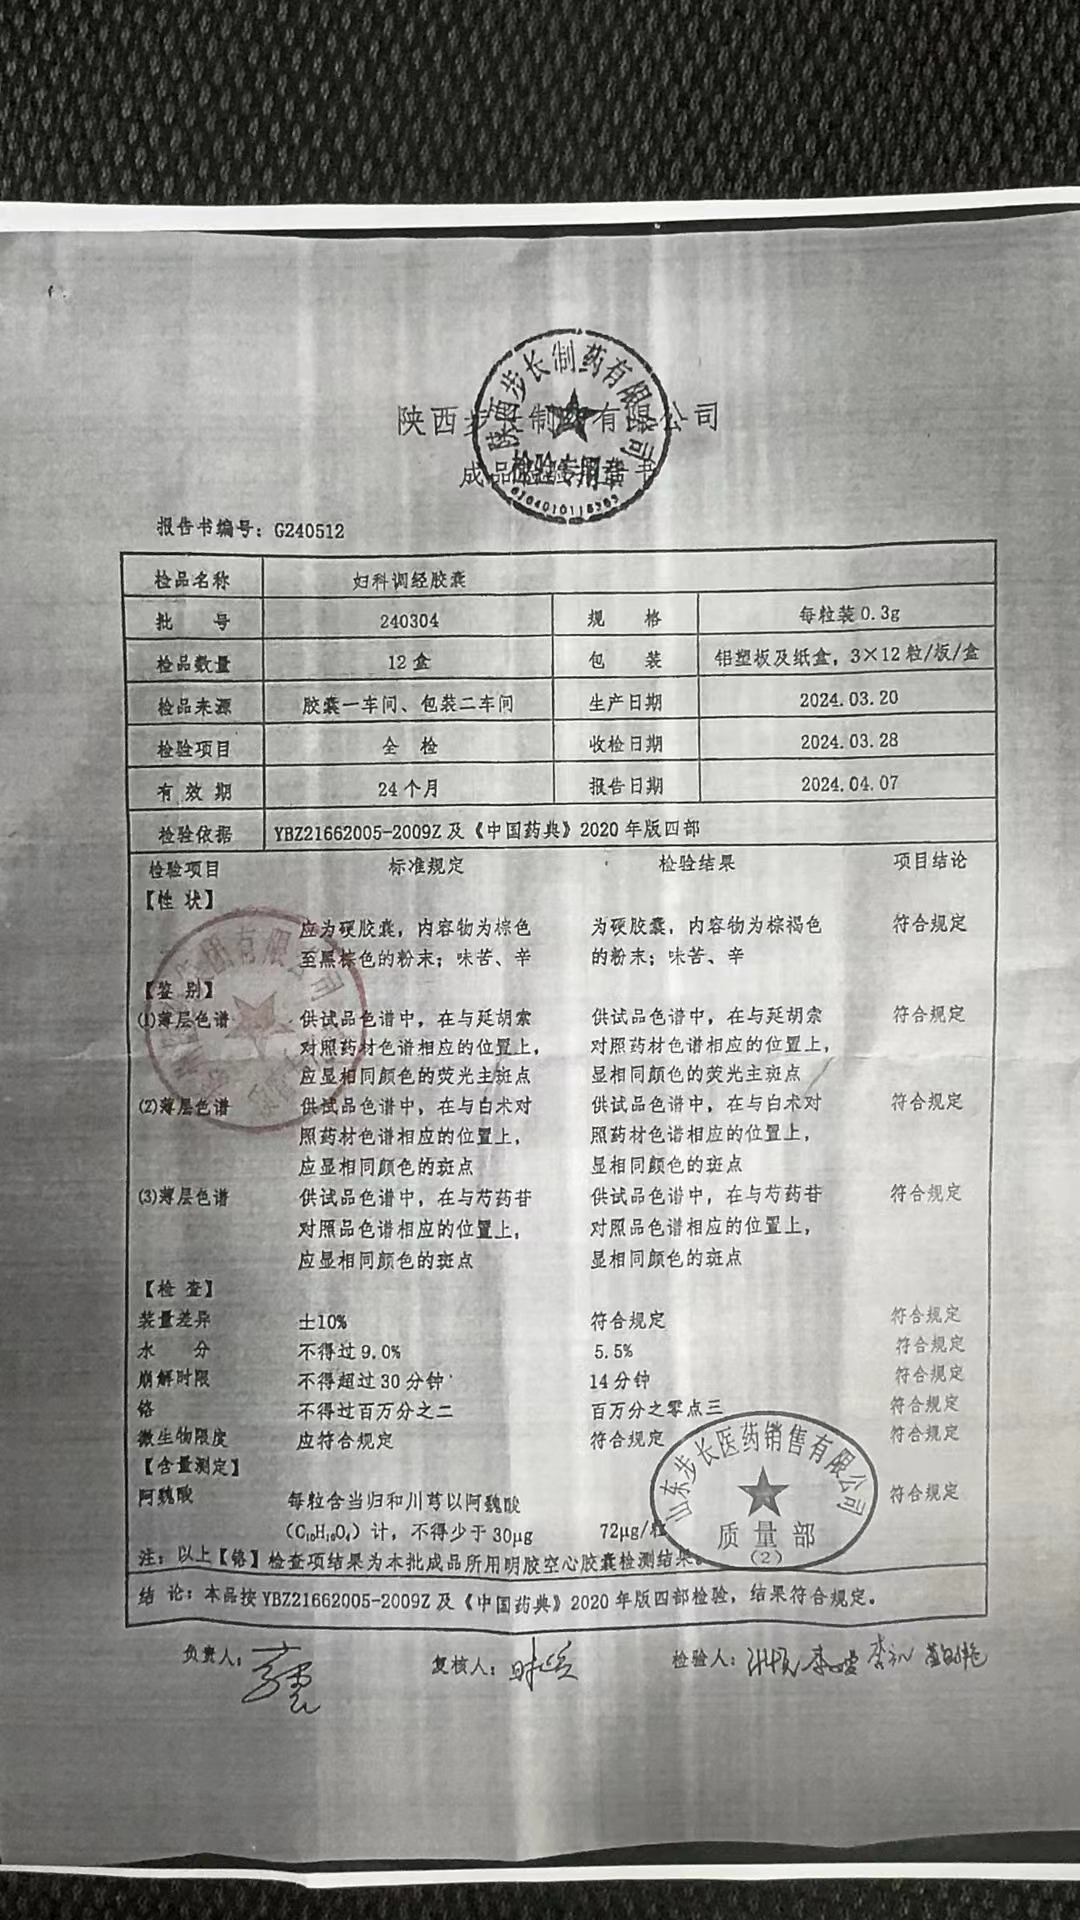 陕西步长制药有限公司
陕西步长制药有限公司
检验专用章
成品检验报告书
报告书编号：G240512
检品名称 妇科调经胶囊
批 号 240304 规 格 每粒装0.3g
检品数量 12盒 包 装 铝塑板及纸盒，3×12粒/板/盒
检品来源 胶囊一车间、包装二车间 生产日期 2024.03.20
检验项目 全 检 收检日期 2024.03.28
有 效 期 24个月 报告日期 2024.04.07
检验依据 YBZ21662005-2009Z及《中国药典》2020年版四部
检验项目 标准规定 检验结果 项目结论
【性 状】
应为硬胶囊，内容物为棕色 为硬胶囊，内容物为棕褐色 符合规定
至黑棕色的粉末；味苦、辛 的粉末；味苦、辛
【鉴 别】
⑴薄层色谱 供试品色谱中，在与延胡索 供试品色谱中，在与延胡索 符合规定
对照药材色谱相应的位置上， 对照药材色谱相应的位置上，
应显相同颜色的荧光主斑点 显相同颜色的荧光主斑点
⑵薄层色谱 供试品色谱中，在与白术对 供试品色谱中，在与白术对 符合规定
照药材色谱相应的位置上， 照药材色谱相应的位置上，
应显相同颜色的斑点 显相同颜色的斑点
⑶薄层色谱 供试品色谱中，在与芍药苷 供试品色谱中，在与芍药苷 符合规定
对照品色谱相应的位置上， 对照品色谱相应的位置上，
应显相同颜色的斑点 显相同颜色的斑点
【检 查】
装量差异 ±10% 符合规定 符合规定
水 分 不得过9.0% 5.5% 符合规定
崩解时限 不得超过30分钟 14分钟 符合规定
铬 不得过百万分之二 百万分之零点三 符合规定
微生物限度 应符合规定 符合规定 符合规定
【含量测定】
阿魏酸 每粒含当归和川芎以阿魏酸 符合规定
（C₁₀H₁₀O₄）计，不得少于30μg 72μg/粒
山东步长医药销售有限公司
质量部
（2）
注：以上【铬】检查项结果为本批成品所用明胶空心胶囊检测结果。
结 论：本品按YBZ21662005-2009Z及《中国药典》2020年版四部检验，结果符合规定。
负责人： 复核人： 检验人：